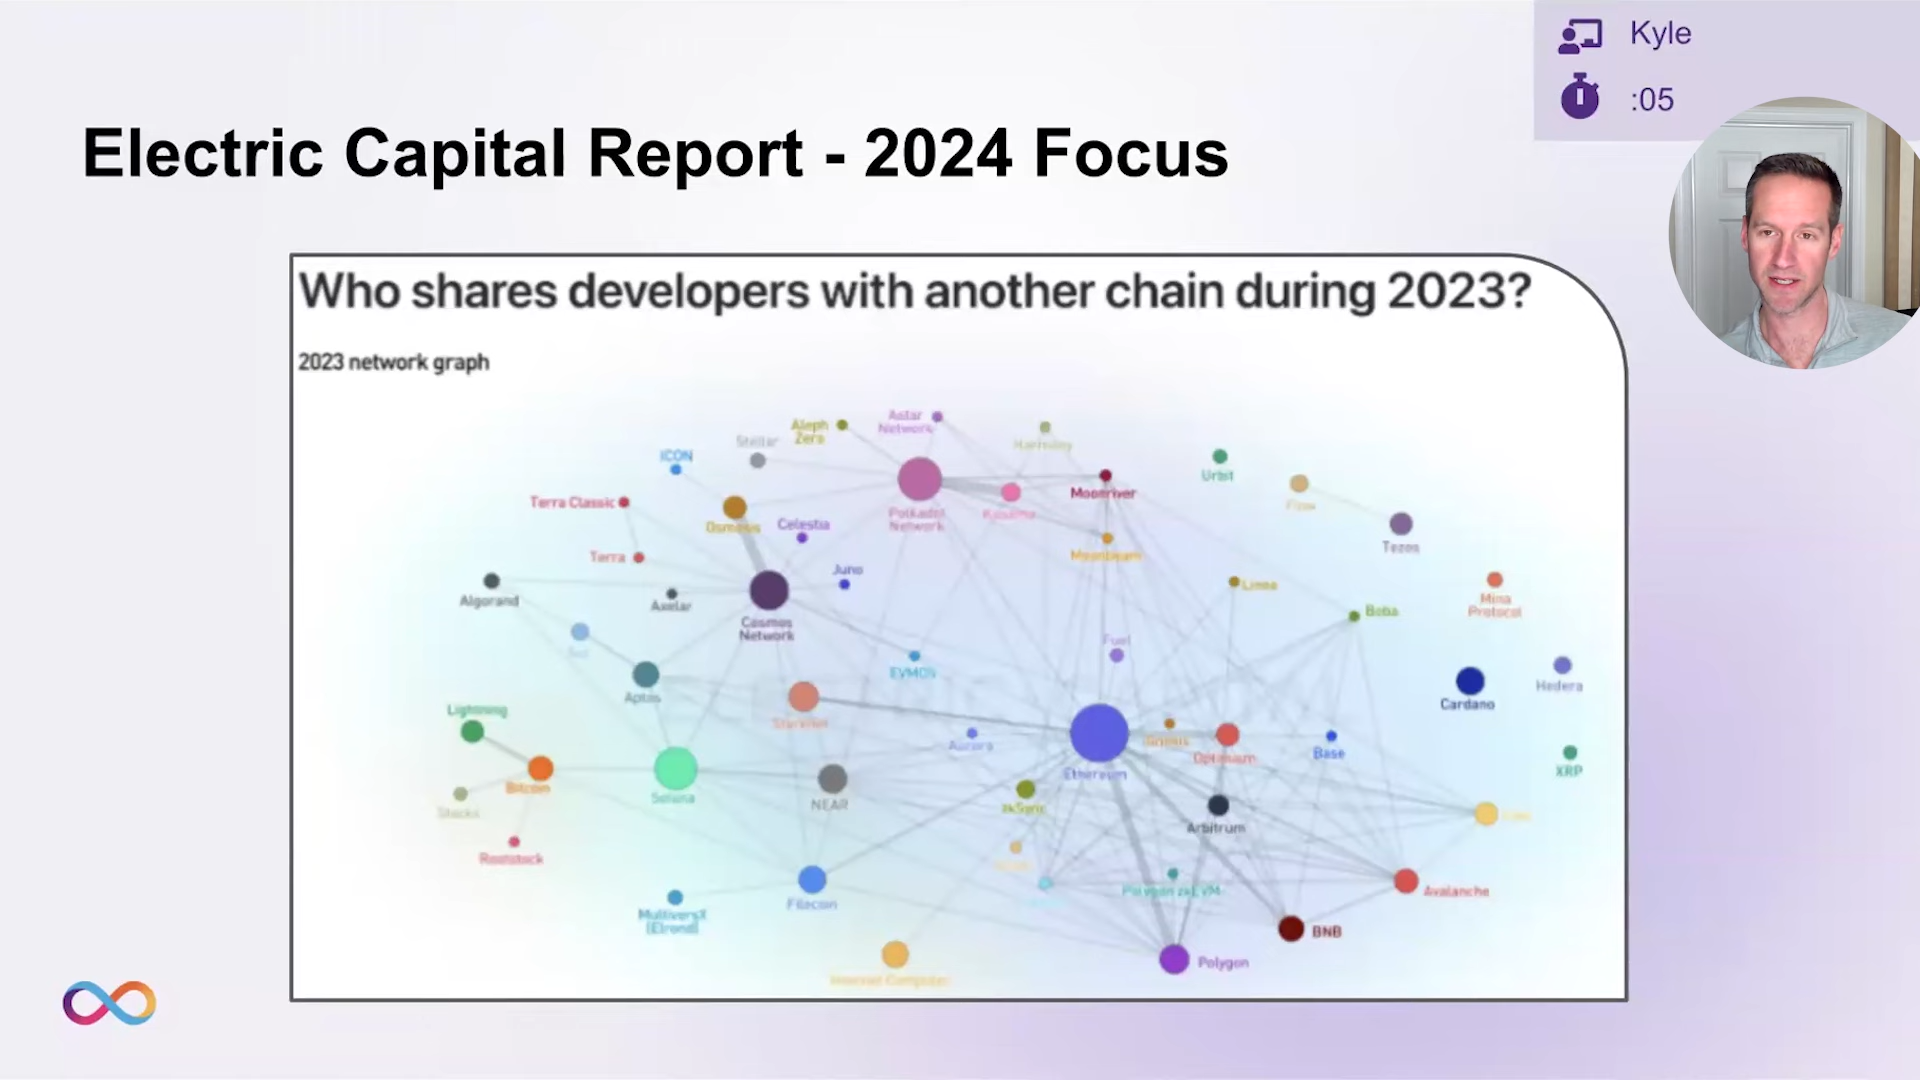 Kyle
:05
Electric Capital Report - 2024 Focus
Who shares developers with another chain during 2023?
2023 network graph
Astar
Network
Aleph
Zero
Stellar
Harmony
ICON
Urbit
Terra Classic
Moonriver
Osmosis
Celestia
Polkadot
Network
Kusama
Tezos
Terra
Moonbeam
Juno
Linea
Algorand
Axelar
Mina
Protocol
Boba
Cosmos
Network
Sui
Fuel
EVMOS
Hedera
Aptos
Cardano
Lightning
Starknet
Aurora
Gnosis
Optimism
Base
Ethereum
XRP
Bitcoin
Solana
NEAR
zkSync
Stacks
Arbitrum
Rootstock
Polygon zkEVM
Avalanche
Filecoin
MultiversX
(Elrond)
BNB
Polygon
Internet Computer